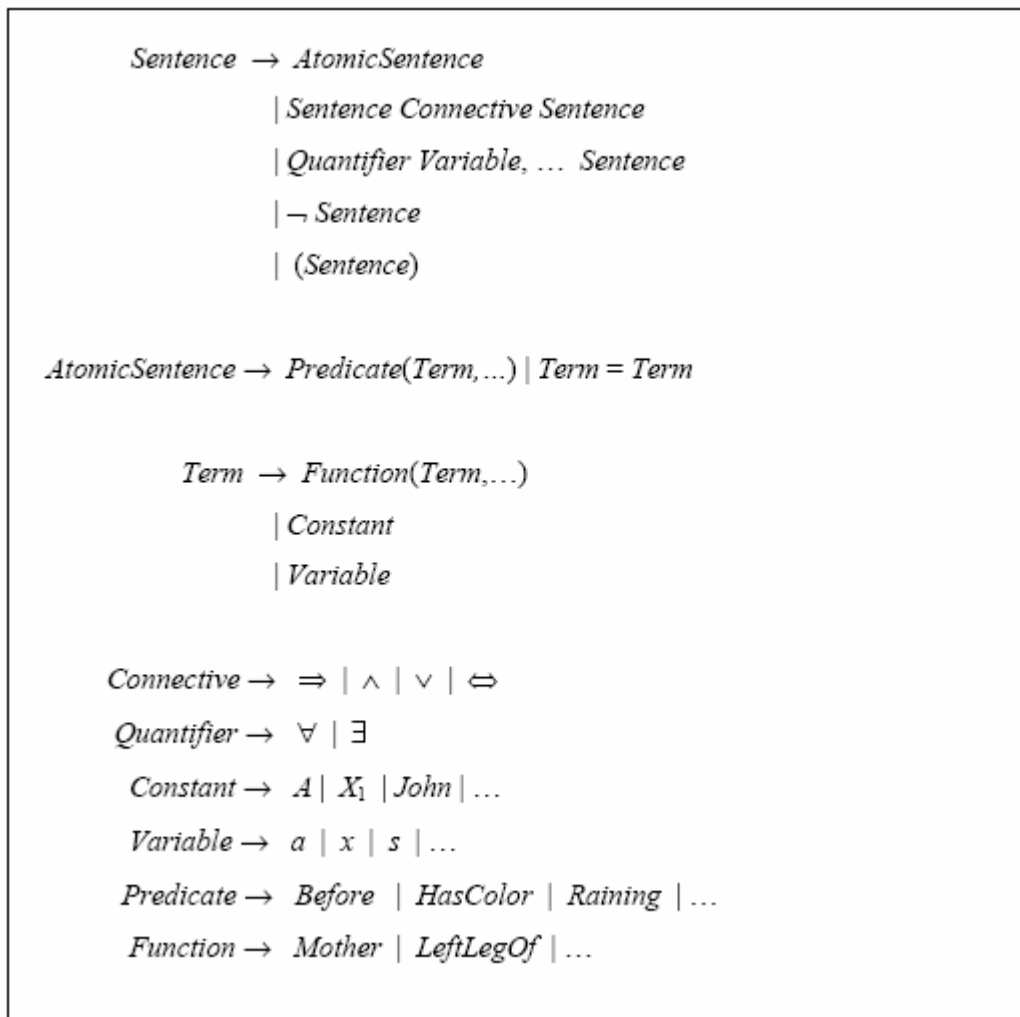 Sentence → AtomicSentence
| Sentence Connective Sentence
| Quantifier Variable, … Sentence
| ¬ Sentence
| (Sentence)
AtomicSentence → Predicate(Term,...) | Term = Term
Term → Function(Term,…)
| Constant
| Variable
Connective → ⇒ | ∧ | ∨ | ⇔
Quantifier → ∀ | ∃
Constant → A | X₁ | John | …
Variable → a | x | s | …
Predicate → Before | HasColor | Raining | …
Function → Mother | LeftLegOf | …